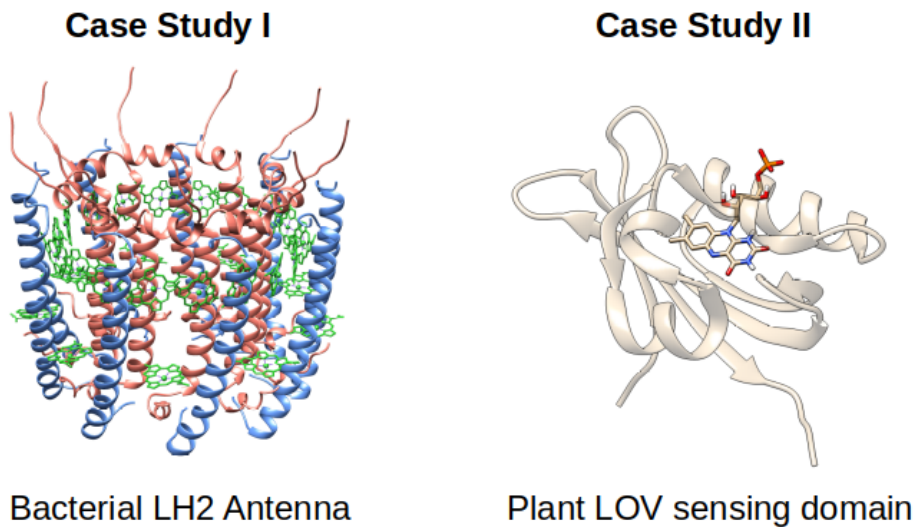 Case Study I
Case Study II
Bacterial LH2 Antenna
Plant LOV sensing domain